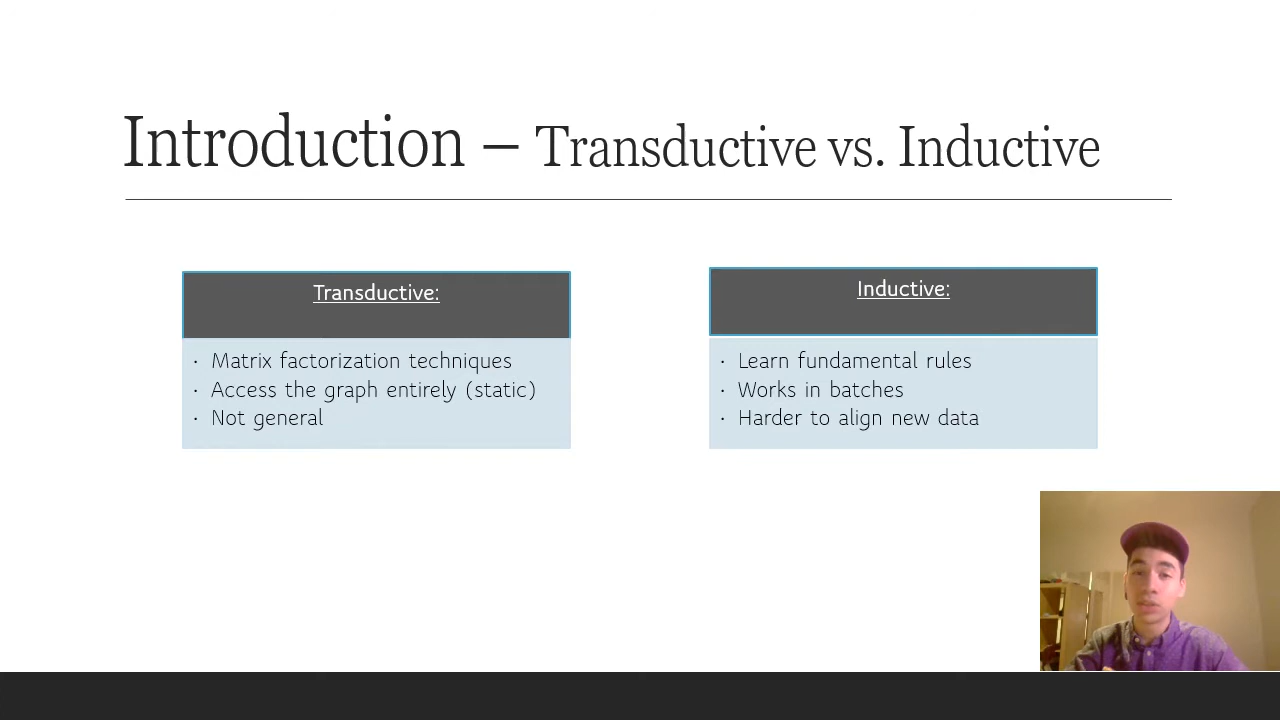 Introduction – Transductive vs. Inductive
Transductive:
· Matrix factorization techniques
· Access the graph entirely (static)
· Not general
Inductive:
· Learn fundamental rules
· Works in batches
· Harder to align new data